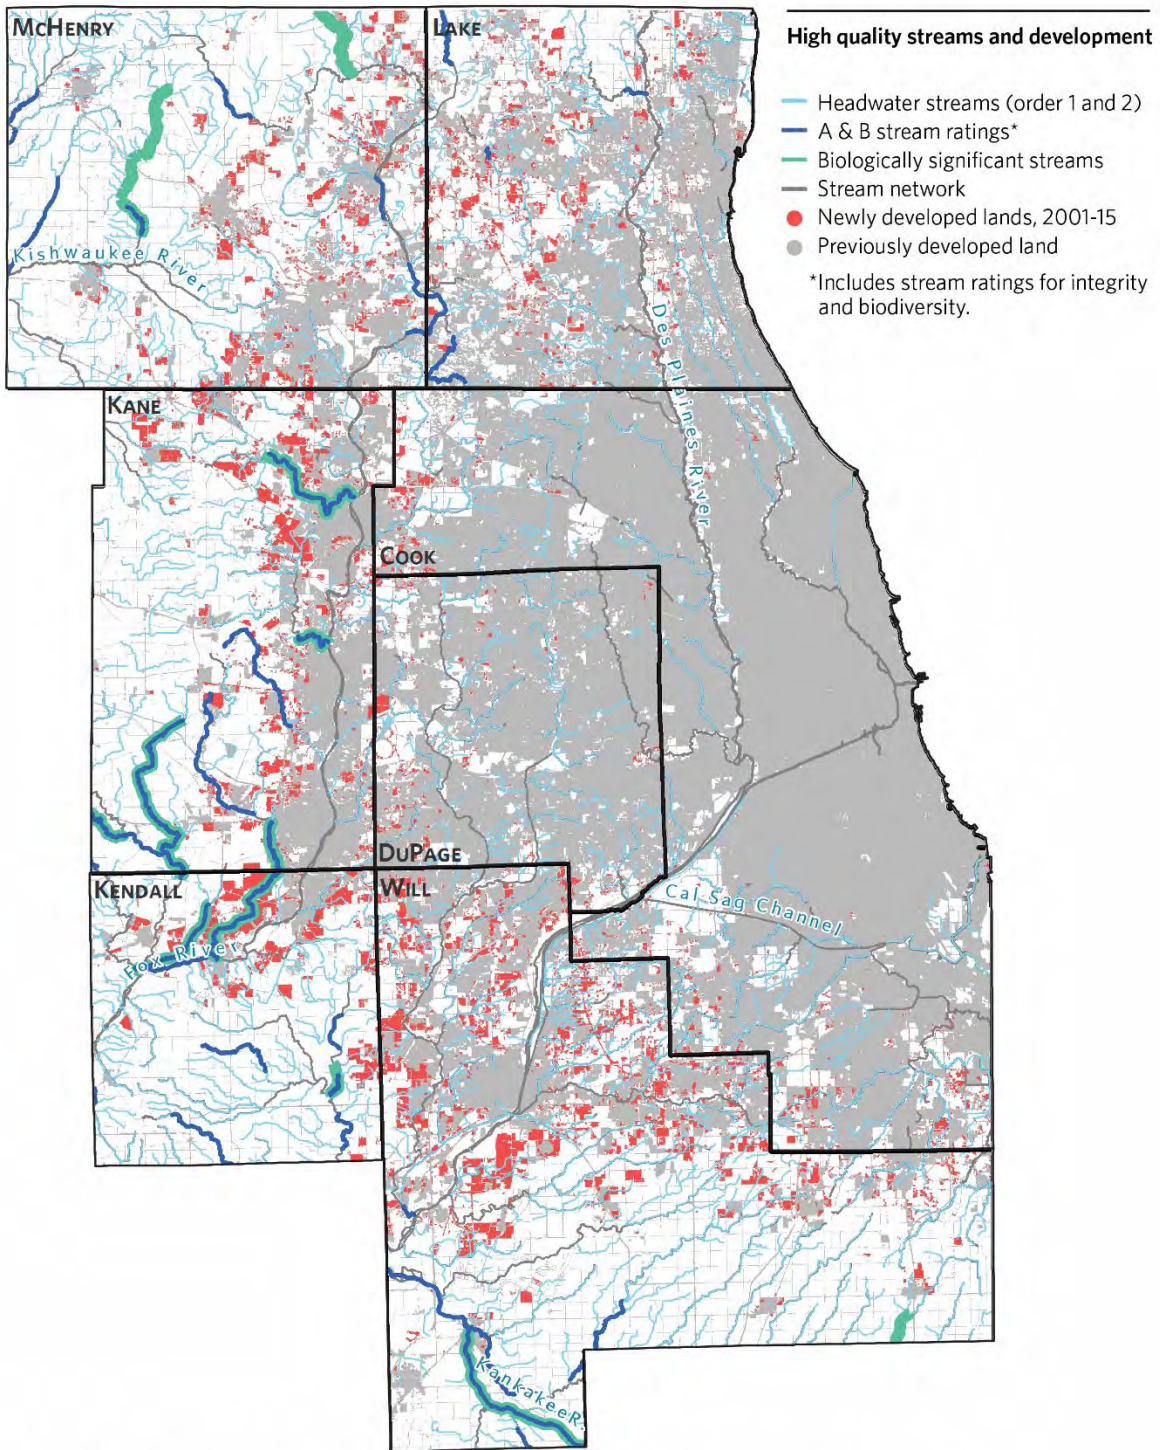 McHenry
Lake
High quality streams and development
Headwater streams (order 1 and 2)
A & B stream ratings*
Biologically significant streams
Stream network
Newly developed lands, 2001-15
Previously developed land
*Includes stream ratings for integrity
and biodiversity.
Kishwaukee River
Des Plaines River
Kane
Cook
DuPage
Kendall
Will
Cal Sag Channel
Fox River
Kankakee R.